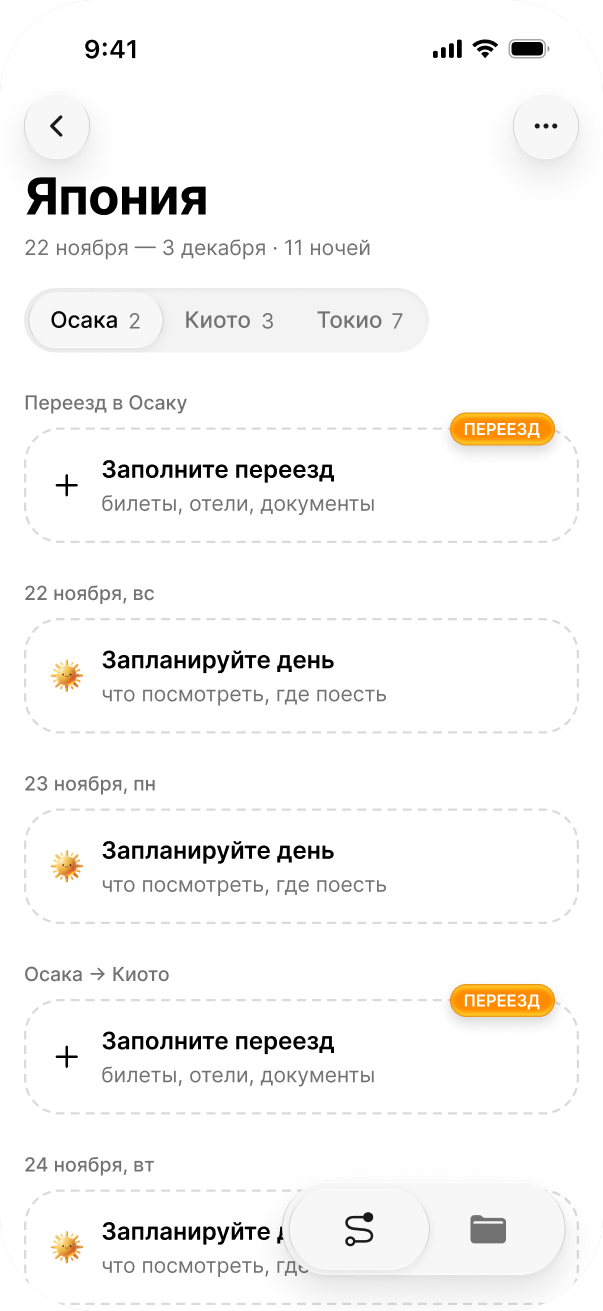 9:41
Япония
22 ноября — 3 декабря · 11 ночей
Осака 2 Киото 3 Токио 7
Переезд в Осаку
ПЕРЕЕЗД
Заполните переезд
билеты, отели, документы
22 ноября, вс
Запланируйте день
что посмотреть, где поесть
23 ноября, пн
Запланируйте день
что посмотреть, где поесть
Осака → Киото
ПЕРЕЕЗД
Заполните переезд
билеты, отели, документы
24 ноября, вт
Запланируйте
что посмотреть, где